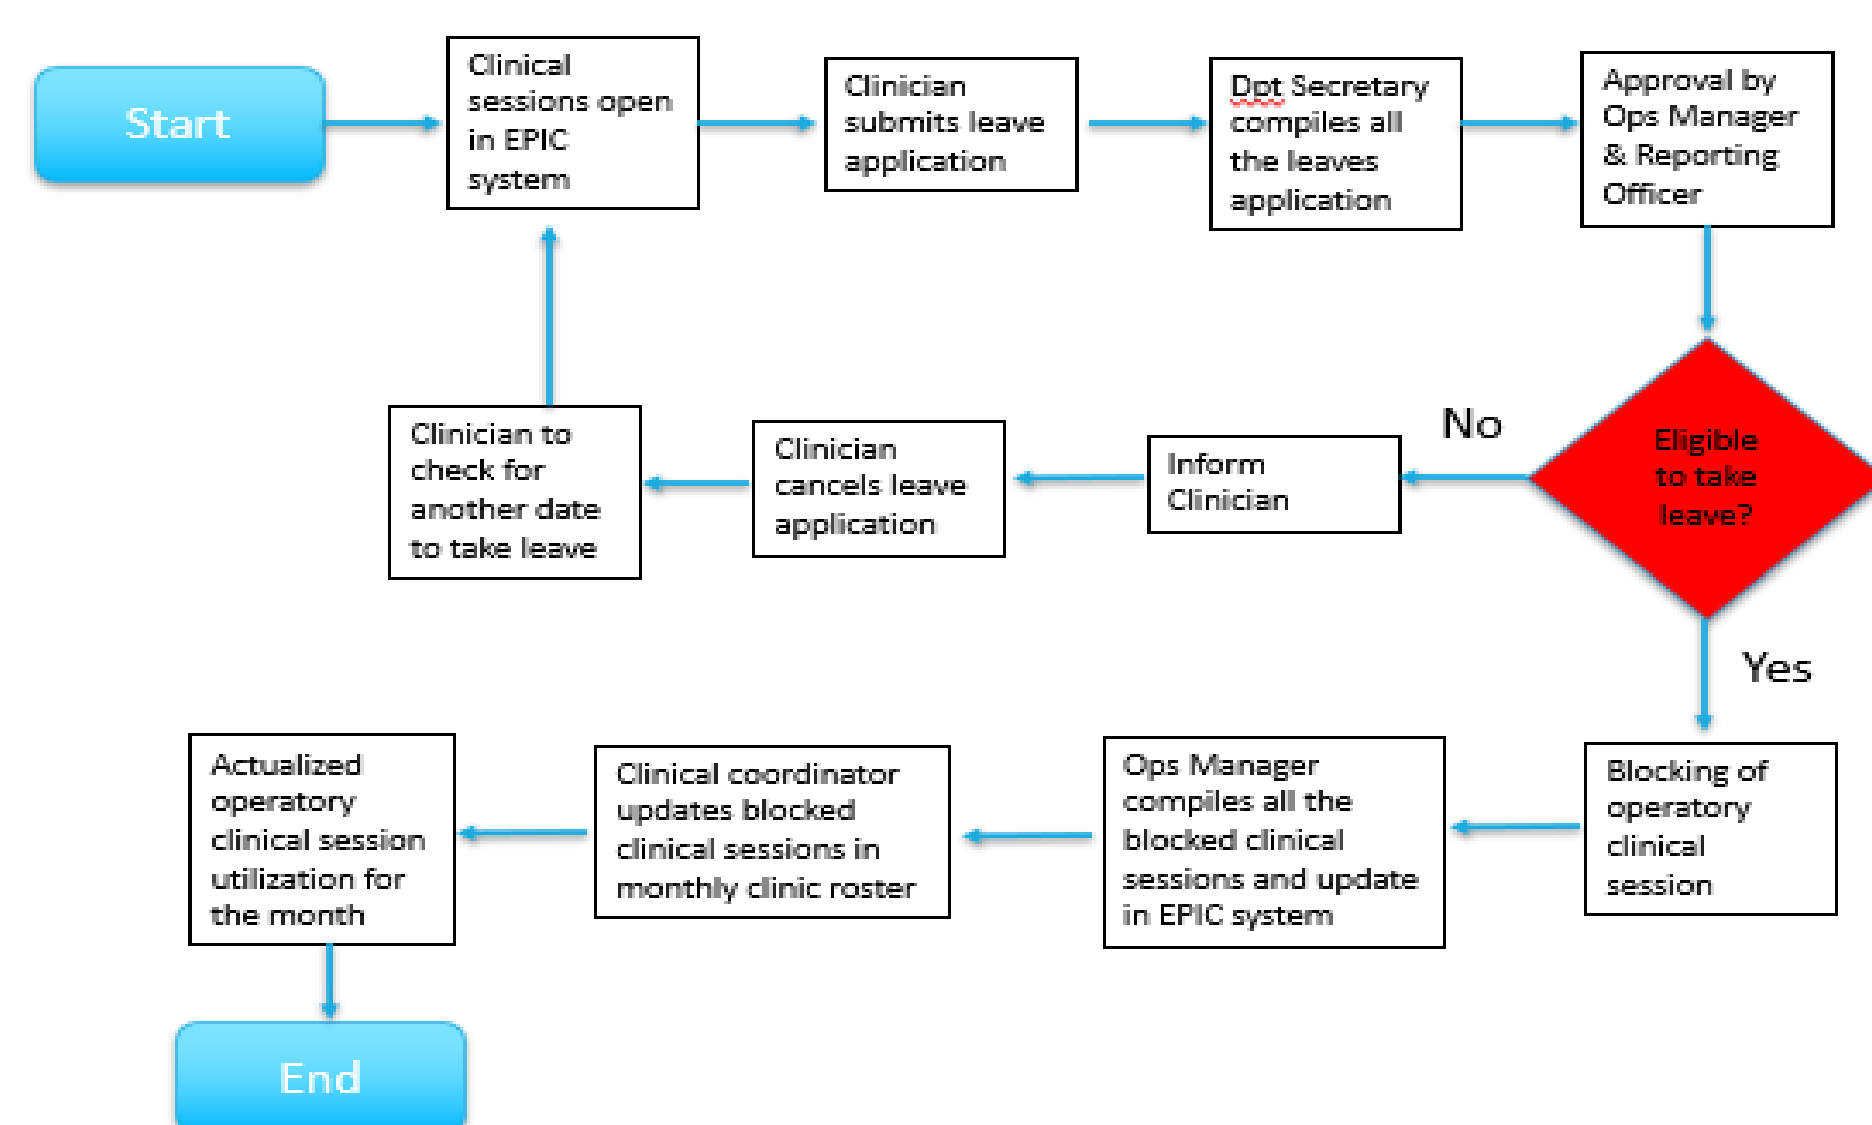 Start
Clinical
sessions open
in EPIC
system
Clinician
submits leave
application
Dpt Secretary
compiles all
the leaves
application
Approval by
Ops Manager
& Reporting
Officer
Eligible
to take
leave?
No
Inform
Clinician
Clinician
cancels leave
application
Clinician to
check for
another date
to take leave
Yes
Blocking of
operatory
clinical
session
Ops Manager
compiles all the
blocked clinical
sessions and update
in EPIC system
Clinical coordinator
updates blocked
clinical sessions in
monthly clinic roster
Actualized
operatory
clinical session
utilization for
the month
End